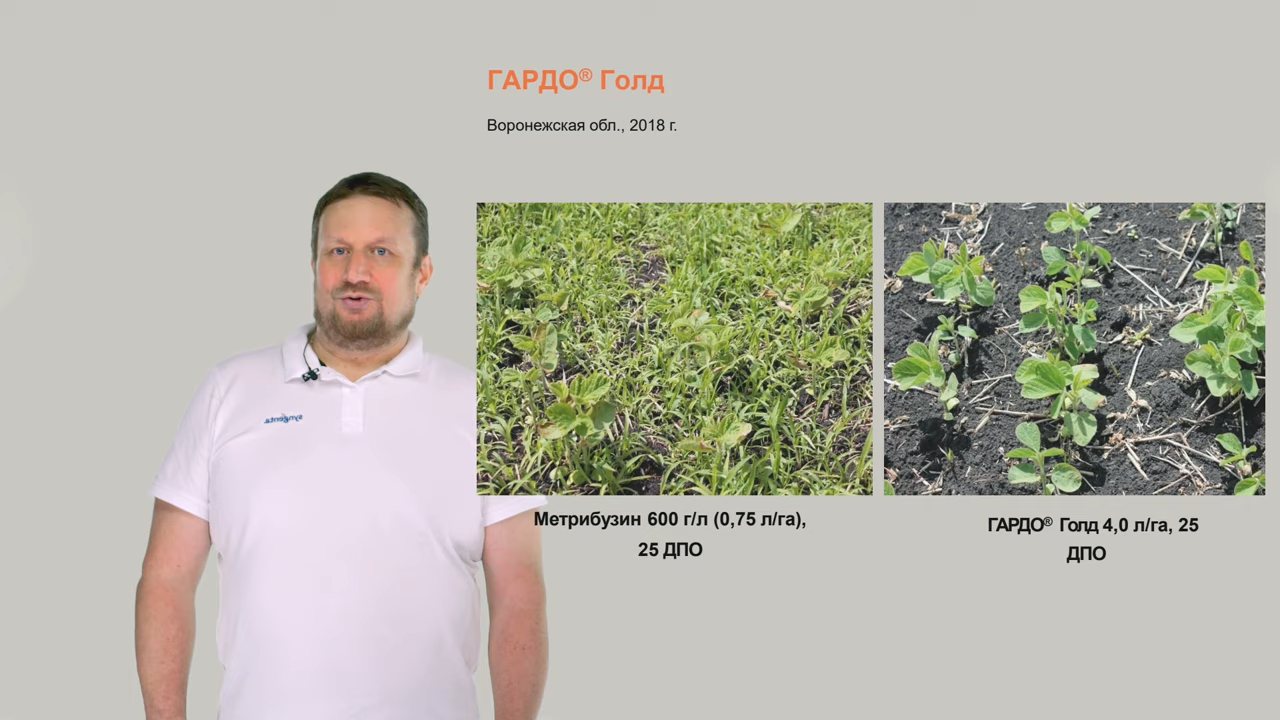 ГАРДО® Голд
Воронежская обл., 2018 г.
syngenta
Метрибузин 600 г/л (0,75 л/га),
25 ДПО
ГАРДО® Голд 4,0 л/га, 25
ДПО